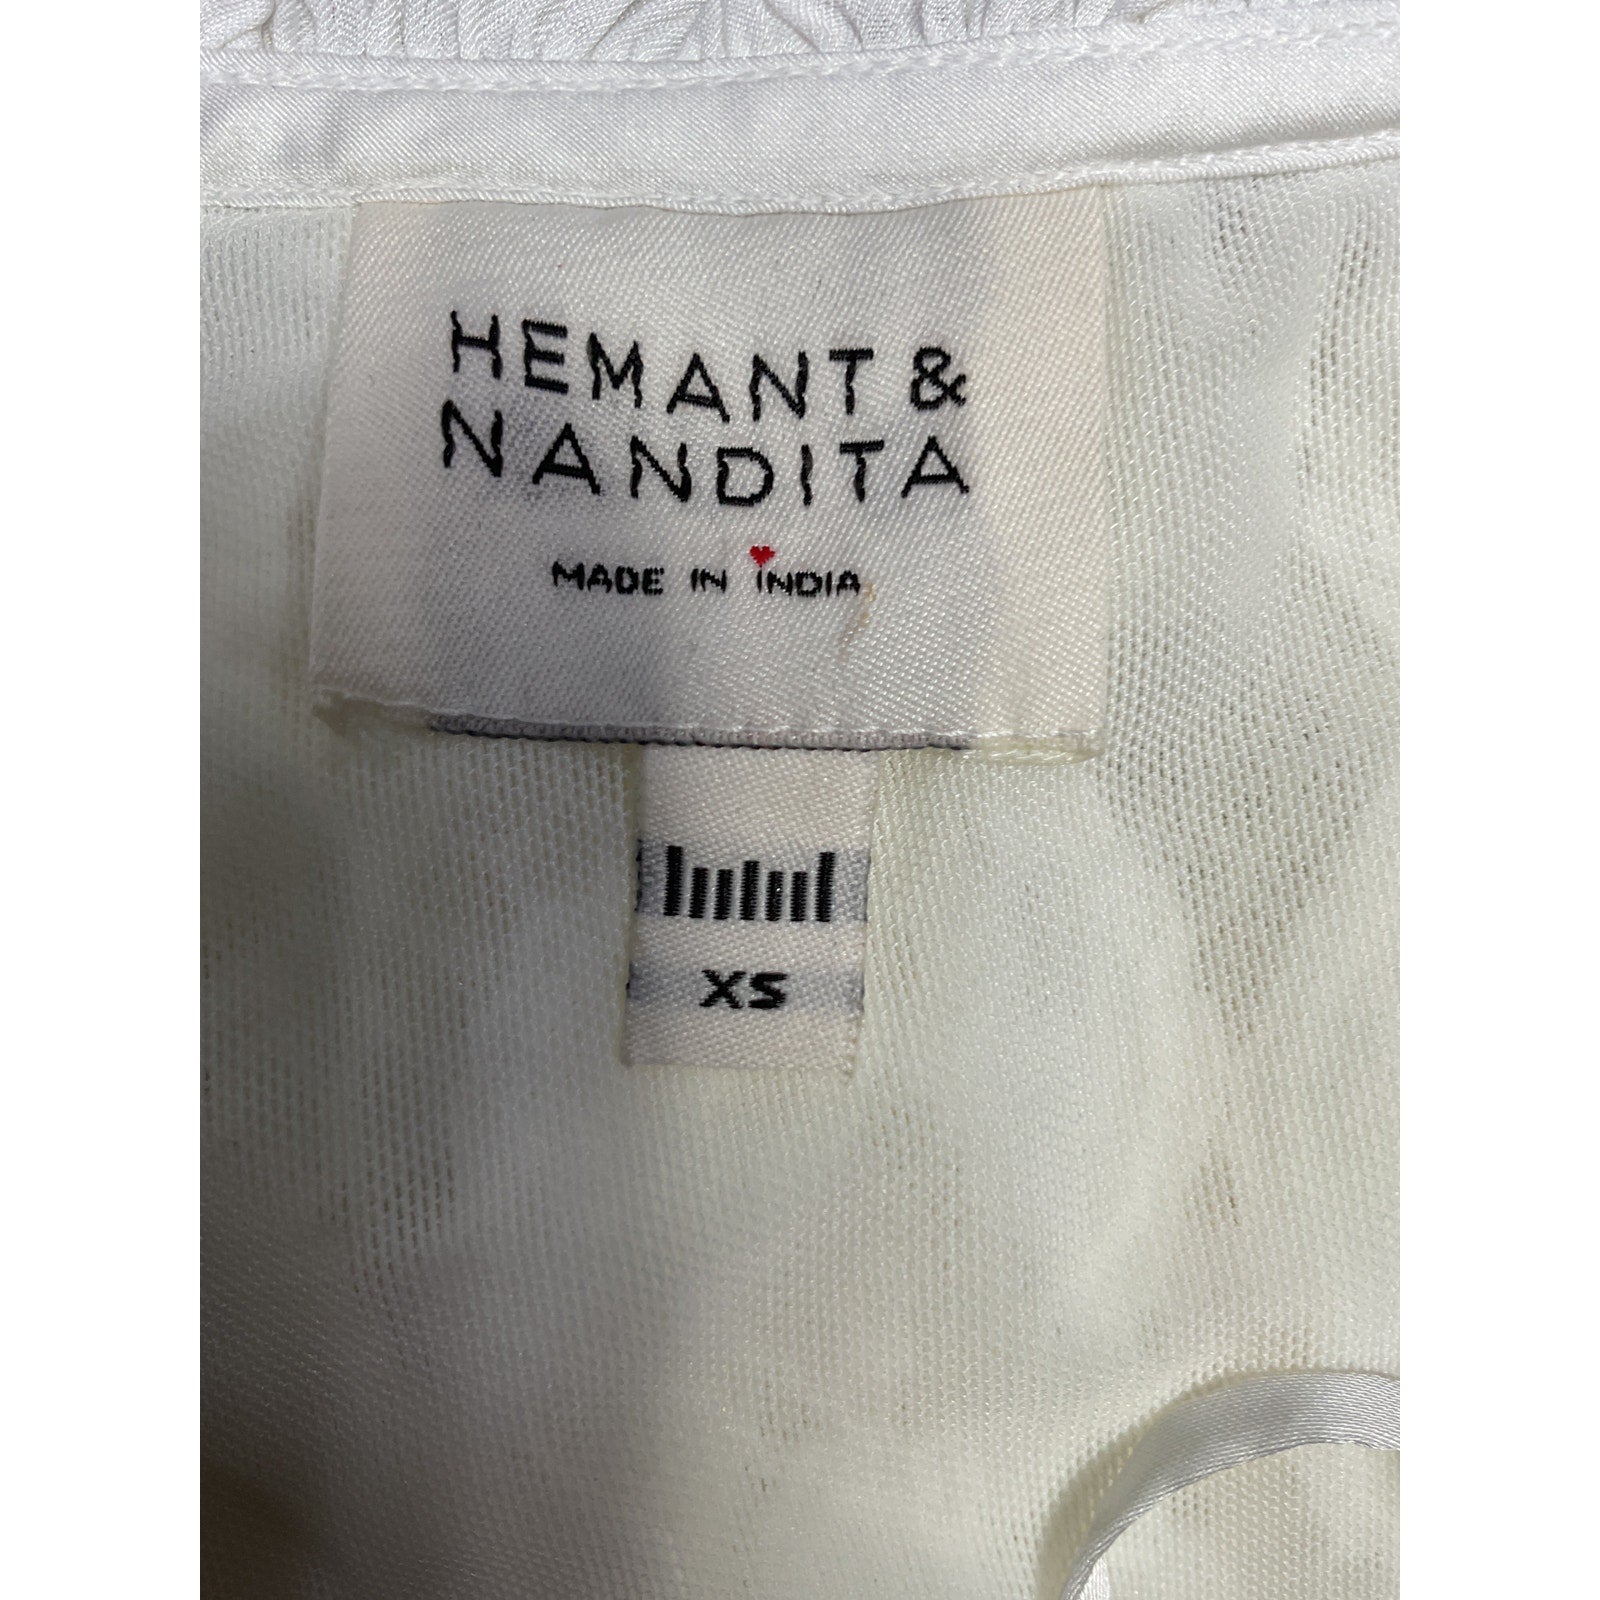 HEMANT &
NANDITA
MADE IN INDIA
XS